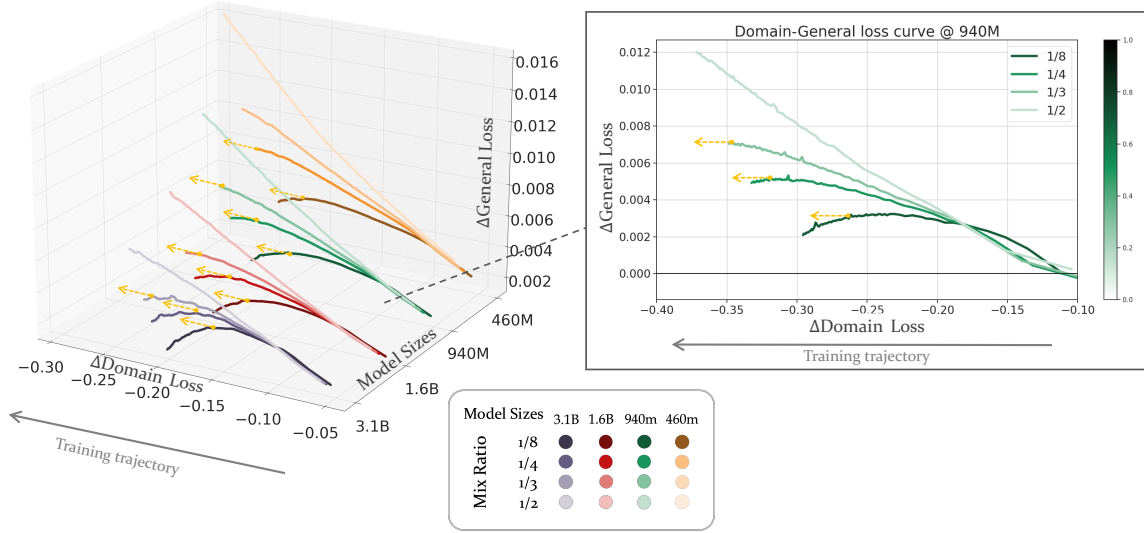 0.016
0.014
0.012
0.010
0.008
0.006
0.004
0.002
ΔGeneral Loss
460M
940M
1.6B
3.1B
Model Sizes
−0.30
−0.25
−0.20
−0.15
−0.10
−0.05
ΔDomain Loss
Training trajectory
Domain-General loss curve @ 940M
0.012
0.010
0.008
0.006
0.004
0.002
0.000
ΔGeneral Loss
1/8
1/4
1/3
1/2
−0.40 −0.35 −0.30 −0.25 −0.20 −0.15 −0.10
ΔDomain Loss
Training trajectory
1.0
0.8
0.6
0.4
0.2
0.0
Model Sizes 3.1B 1.6B 940m 460m
Mix Ratio
1/8
1/4
1/3
1/2